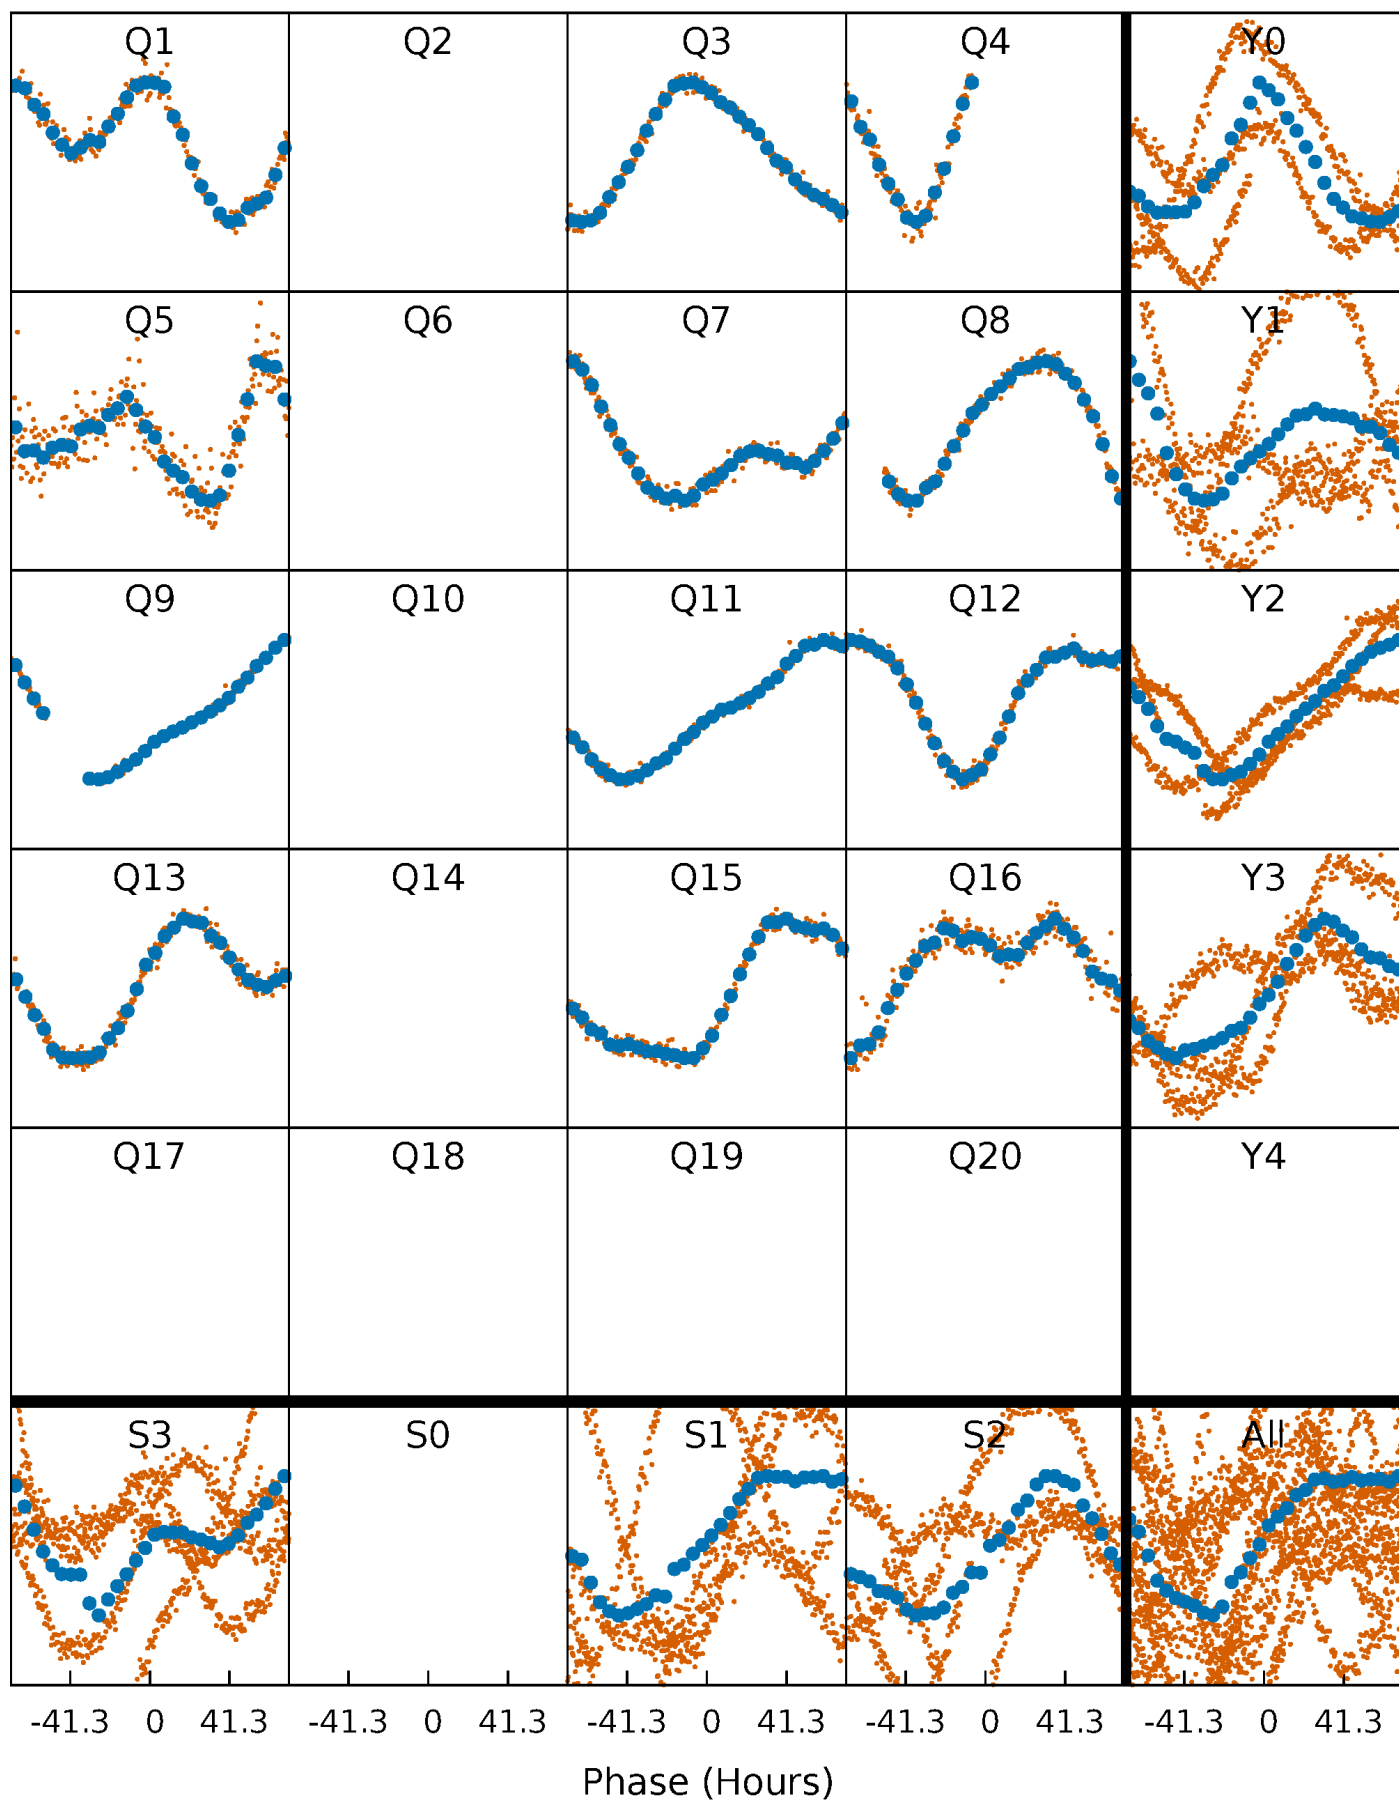 Q1 Q2 Q3 Q4 Y0
Q5 Q6 Q7 Q8 Y1
Q9 Q10 Q11 Q12 Y2
Q13 Q14 Q15 Q16 Y3
Q17 Q18 Q19 Q20 Y4
S3 S0 S1 S2 All
-41.3 0 41.3 -41.3 0 41.3 -41.3 0 41.3 -41.3 0 41.3 -41.3 0 41.3
Phase (Hours)